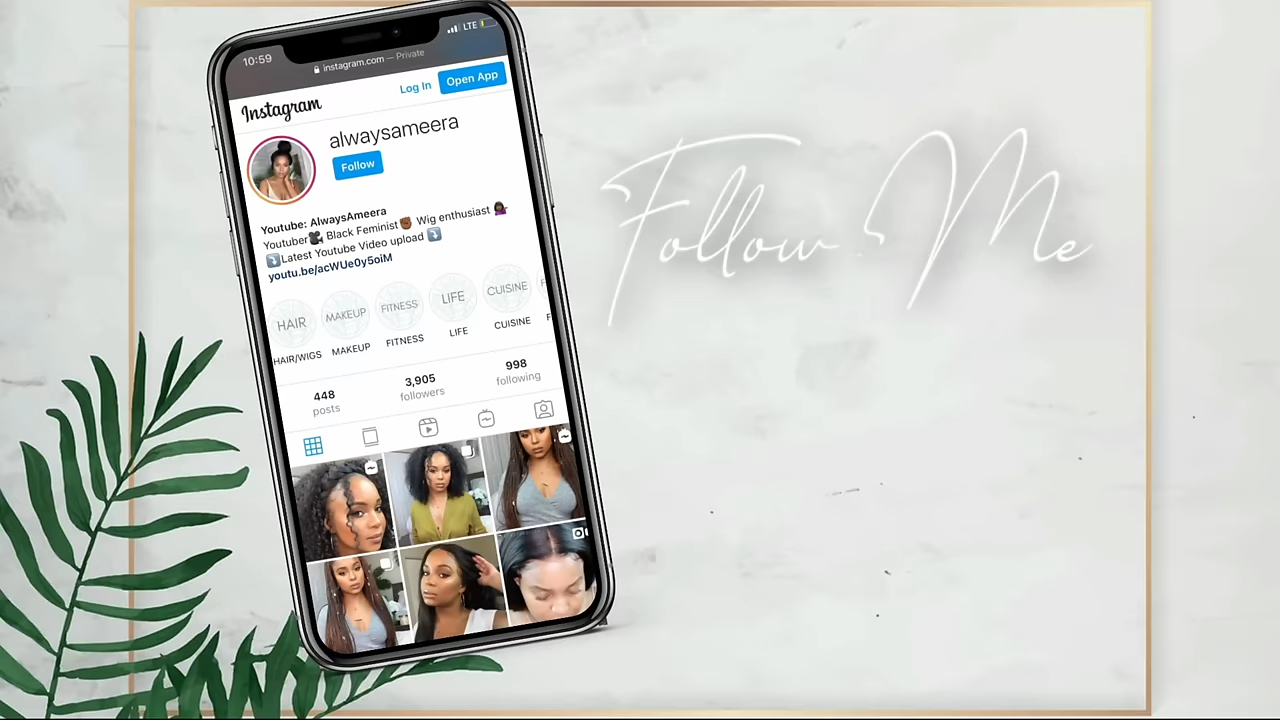 10:59
LTE
instagram.com — Private
Instagram
Log In
Open App
alwaysameera
Follow
Youtube: AlwaysAmeera
Youtuber🎥 Black Feminist✊🏾 Wig enthusiast 💁🏾‍♀️
⤵️Latest Youtube Video upload ⤵️
youtu.be/acWUe0y5oiM
HAIR
MAKEUP
FITNESS
LIFE
CUISINE
F
HAIR/WIGS
MAKEUP
FITNESS
LIFE
CUISINE
F
448
posts
3,905
followers
998
following
Follow Me